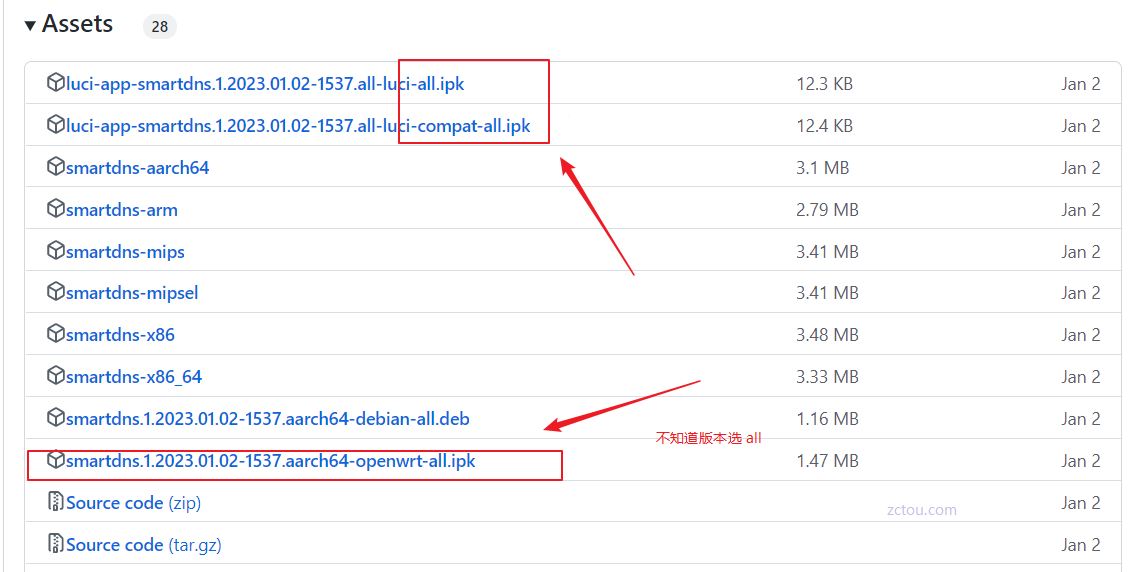 Assets 28
luci-app-smartdns.1.2023.01.02-1537.all-luci-all.ipk 12.3 KB Jan 2
luci-app-smartdns.1.2023.01.02-1537.all-luci-compat-all.ipk 12.4 KB Jan 2
smartdns-aarch64 3.1 MB Jan 2
smartdns-arm 2.79 MB Jan 2
smartdns-mips 3.41 MB Jan 2
smartdns-mipsel 3.41 MB Jan 2
smartdns-x86 3.48 MB Jan 2
smartdns-x86_64 3.33 MB Jan 2
smartdns.1.2023.01.02-1537.aarch64-debian-all.deb 1.16 MB Jan 2
不知道版本选 all
smartdns.1.2023.01.02-1537.aarch64-openwrt-all.ipk 1.47 MB Jan 2
Source code (zip) Jan 2
zctou.com
Source code (tar.gz) Jan 2